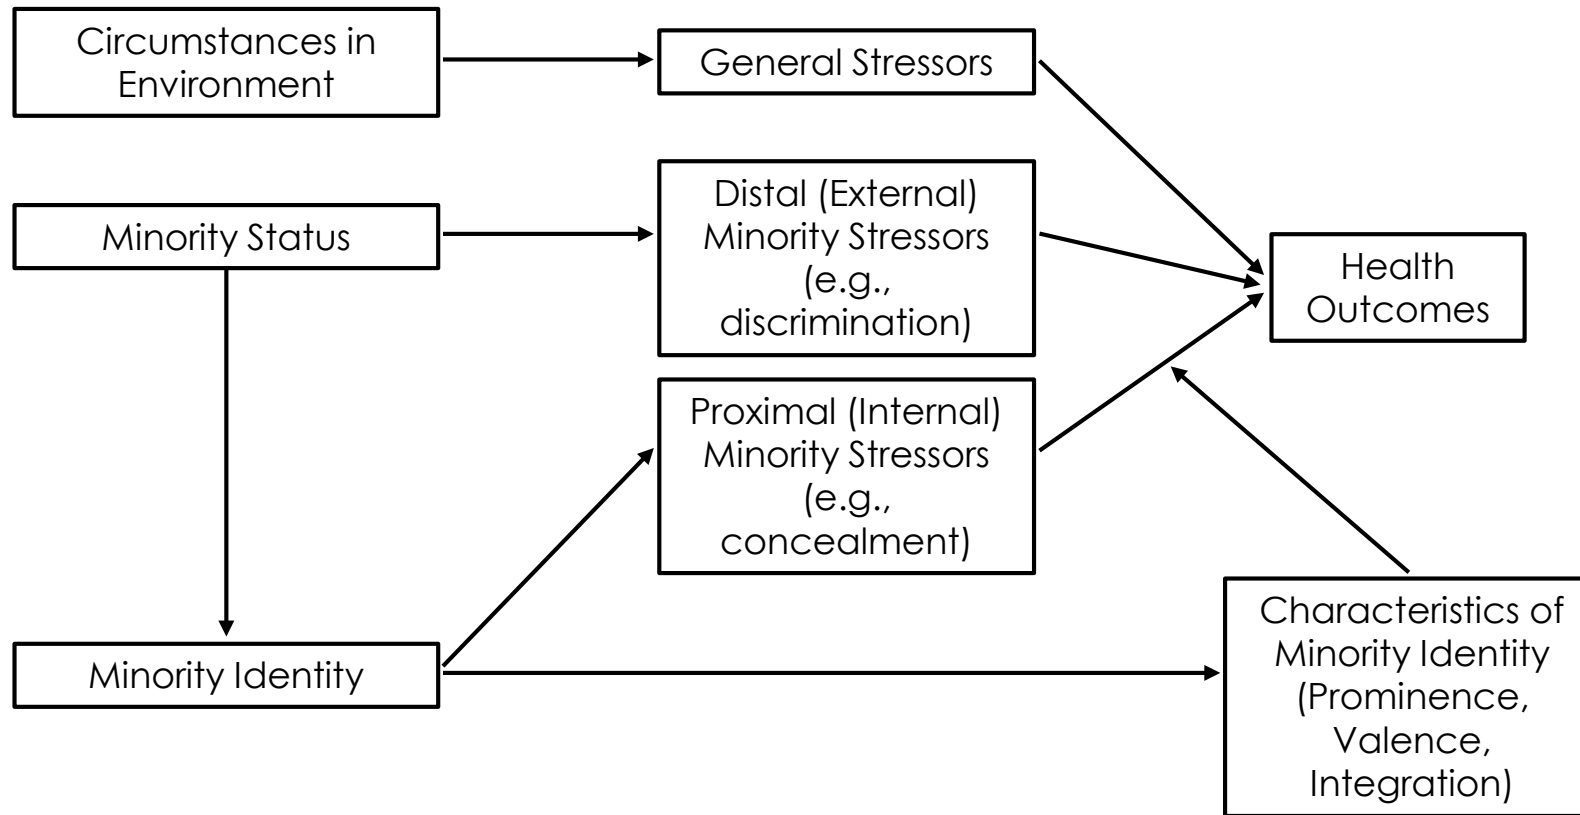 Circumstances in
Environment
General Stressors
Minority Status
Distal (External)
Minority Stressors
(e.g.,
discrimination)
Health
Outcomes
Proximal (Internal)
Minority Stressors
(e.g.,
concealment)
Minority Identity
Characteristics of
Minority Identity
(Prominence,
Valence,
Integration)